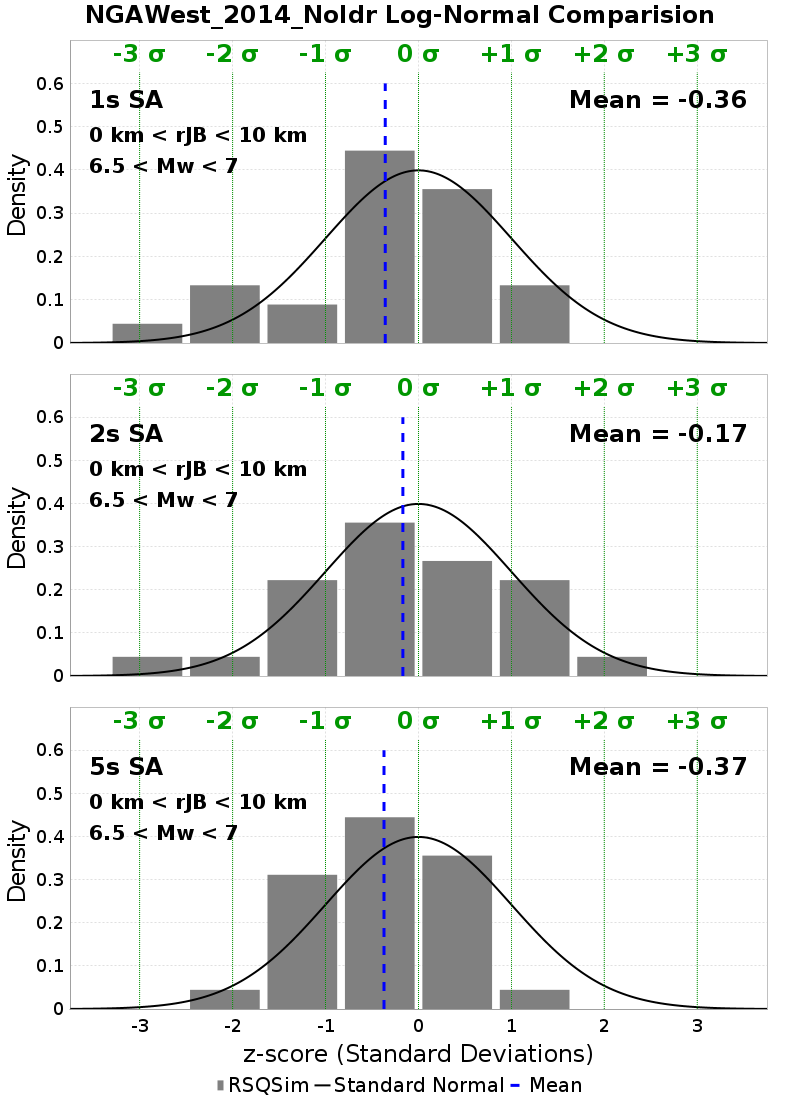 NGAWest_2014_NoIdr Log-Normal Comparision
-3 σ -2 σ -1 σ 0 σ +1 σ +2 σ +3 σ
1s SA
Mean = -0.36
0 km < rJB < 10 km
6.5 < Mw < 7
Density
0.6
0.5
0.4
0.3
0.2
0.1
0
-3 σ -2 σ -1 σ 0 σ +1 σ +2 σ +3 σ
2s SA
Mean = -0.17
0 km < rJB < 10 km
6.5 < Mw < 7
Density
0.6
0.5
0.4
0.3
0.2
0.1
0
-3 σ -2 σ -1 σ 0 σ +1 σ +2 σ +3 σ
5s SA
Mean = -0.37
0 km < rJB < 10 km
6.5 < Mw < 7
Density
0.6
0.5
0.4
0.3
0.2
0.1
0
-3 -2 -1 0 1 2 3
z-score (Standard Deviations)
RSQSim Standard Normal Mean